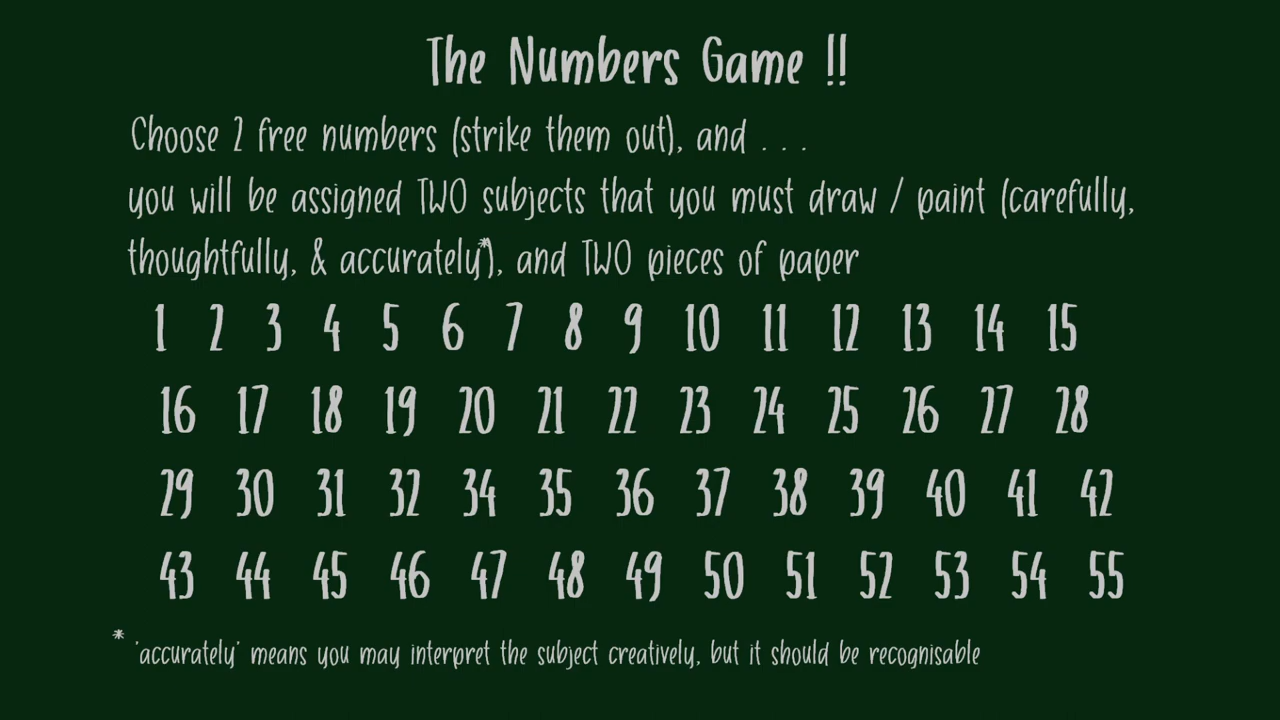 The Numbers Game !!
Choose 2 free numbers (strike them out), and . . .
you will be assigned TWO subjects that you must draw / paint (carefully,
thoughtfully, & accurately*), and TWO pieces of paper
1 2 3 4 5 6 7 8 9 10 11 12 13 14 15
16 17 18 19 20 21 22 23 24 25 26 27 28
29 30 31 32 34 35 36 37 38 39 40 41 42
43 44 45 46 47 48 49 50 51 52 53 54 55
* 'accurately' means you may interpret the subject creatively, but it should be recognisable